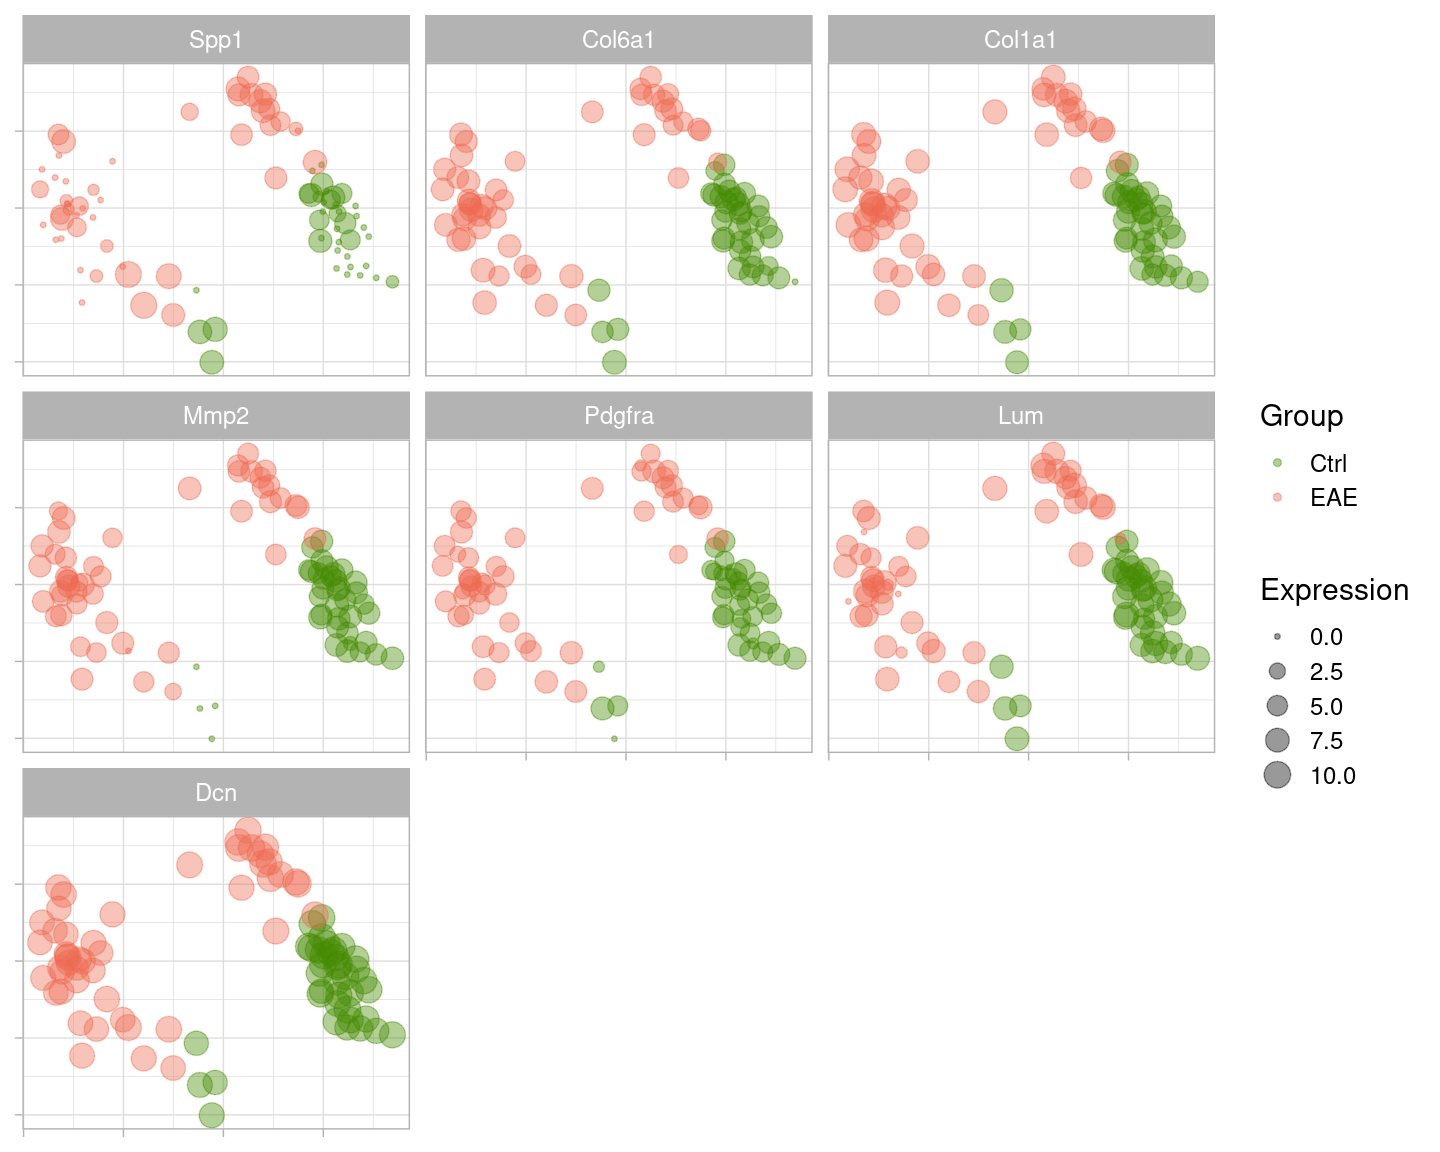 Spp1
Col6a1
Col1a1
Mmp2
Pdgfra
Lum
Dcn
Group
Ctrl
EAE
Expression
0.0
2.5
5.0
7.5
10.0